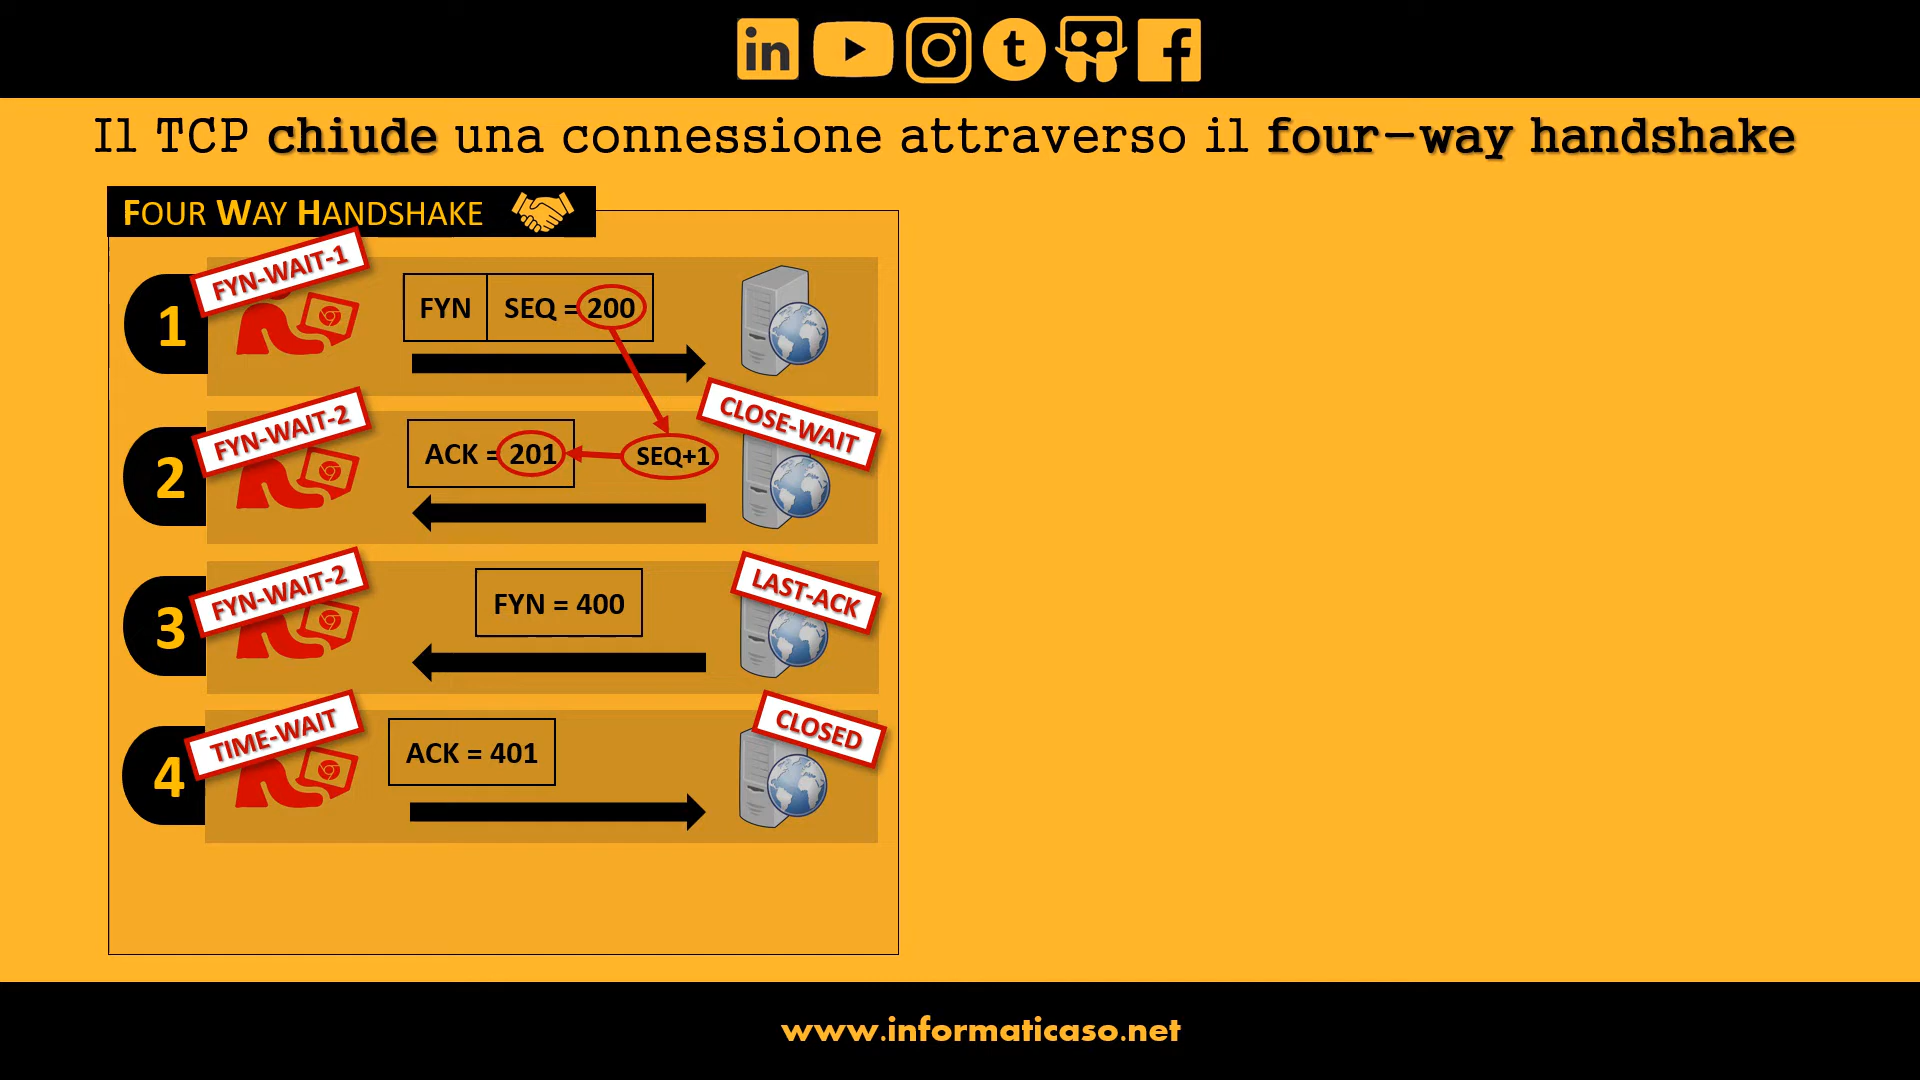 in
t
f
Il TCP chiude una connessione attraverso il four-way handshake
FOUR WAY HANDSHAKE
FYN-WAIT-1
1
FYN
SEQ = 200
FYN-WAIT-2
CLOSE-WAIT
2
ACK = 201
SEQ+1
FYN-WAIT-2
LAST-ACK
3
FYN = 400
TIME-WAIT
CLOSED
4
ACK = 401
www.informaticaso.net